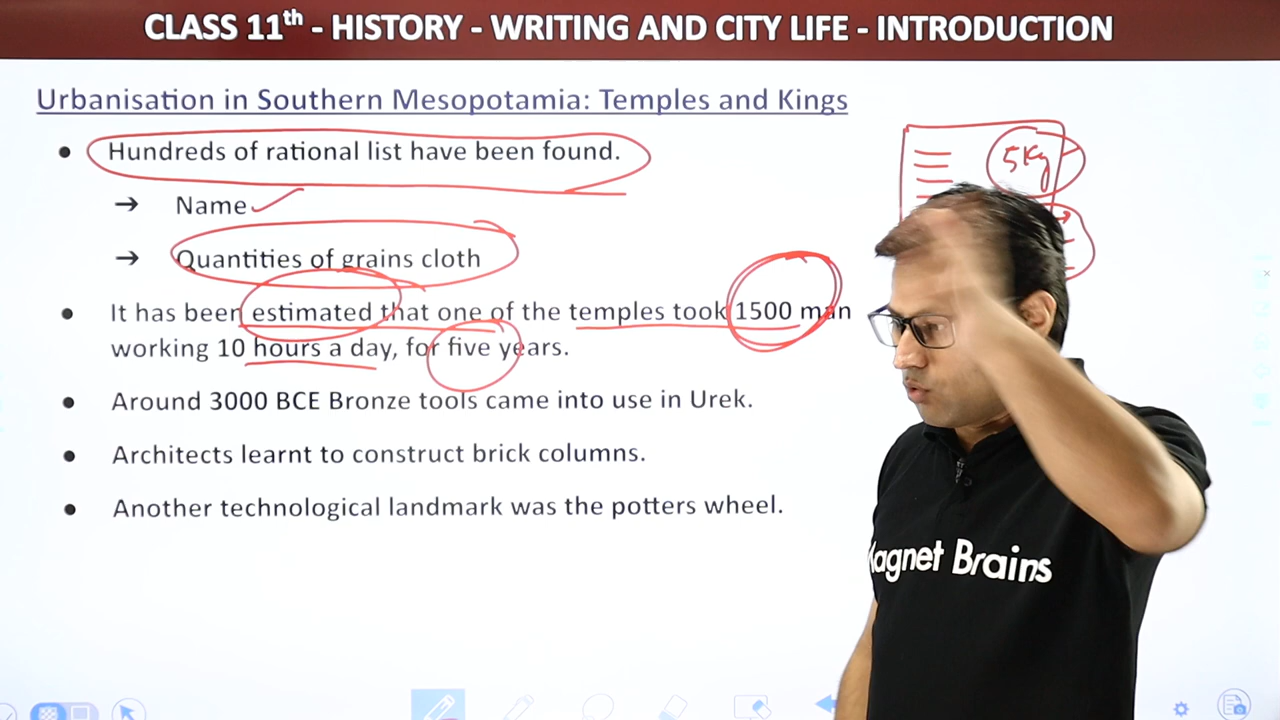 CLASS 11th - HISTORY - WRITING AND CITY LIFE - INTRODUCTION
Urbanisation in Southern Mesopotamia: Temples and Kings
● Hundreds of rational list have been found.
→ Name
→ Quantities of grains cloth
● It has been estimated that one of the temples took 1500 man
working 10 hours a day, for five years.
● Around 3000 BCE Bronze tools came into use in Urek.
● Architects learnt to construct brick columns.
● Another technological landmark was the potters wheel.
5Kg
Magnet Brains